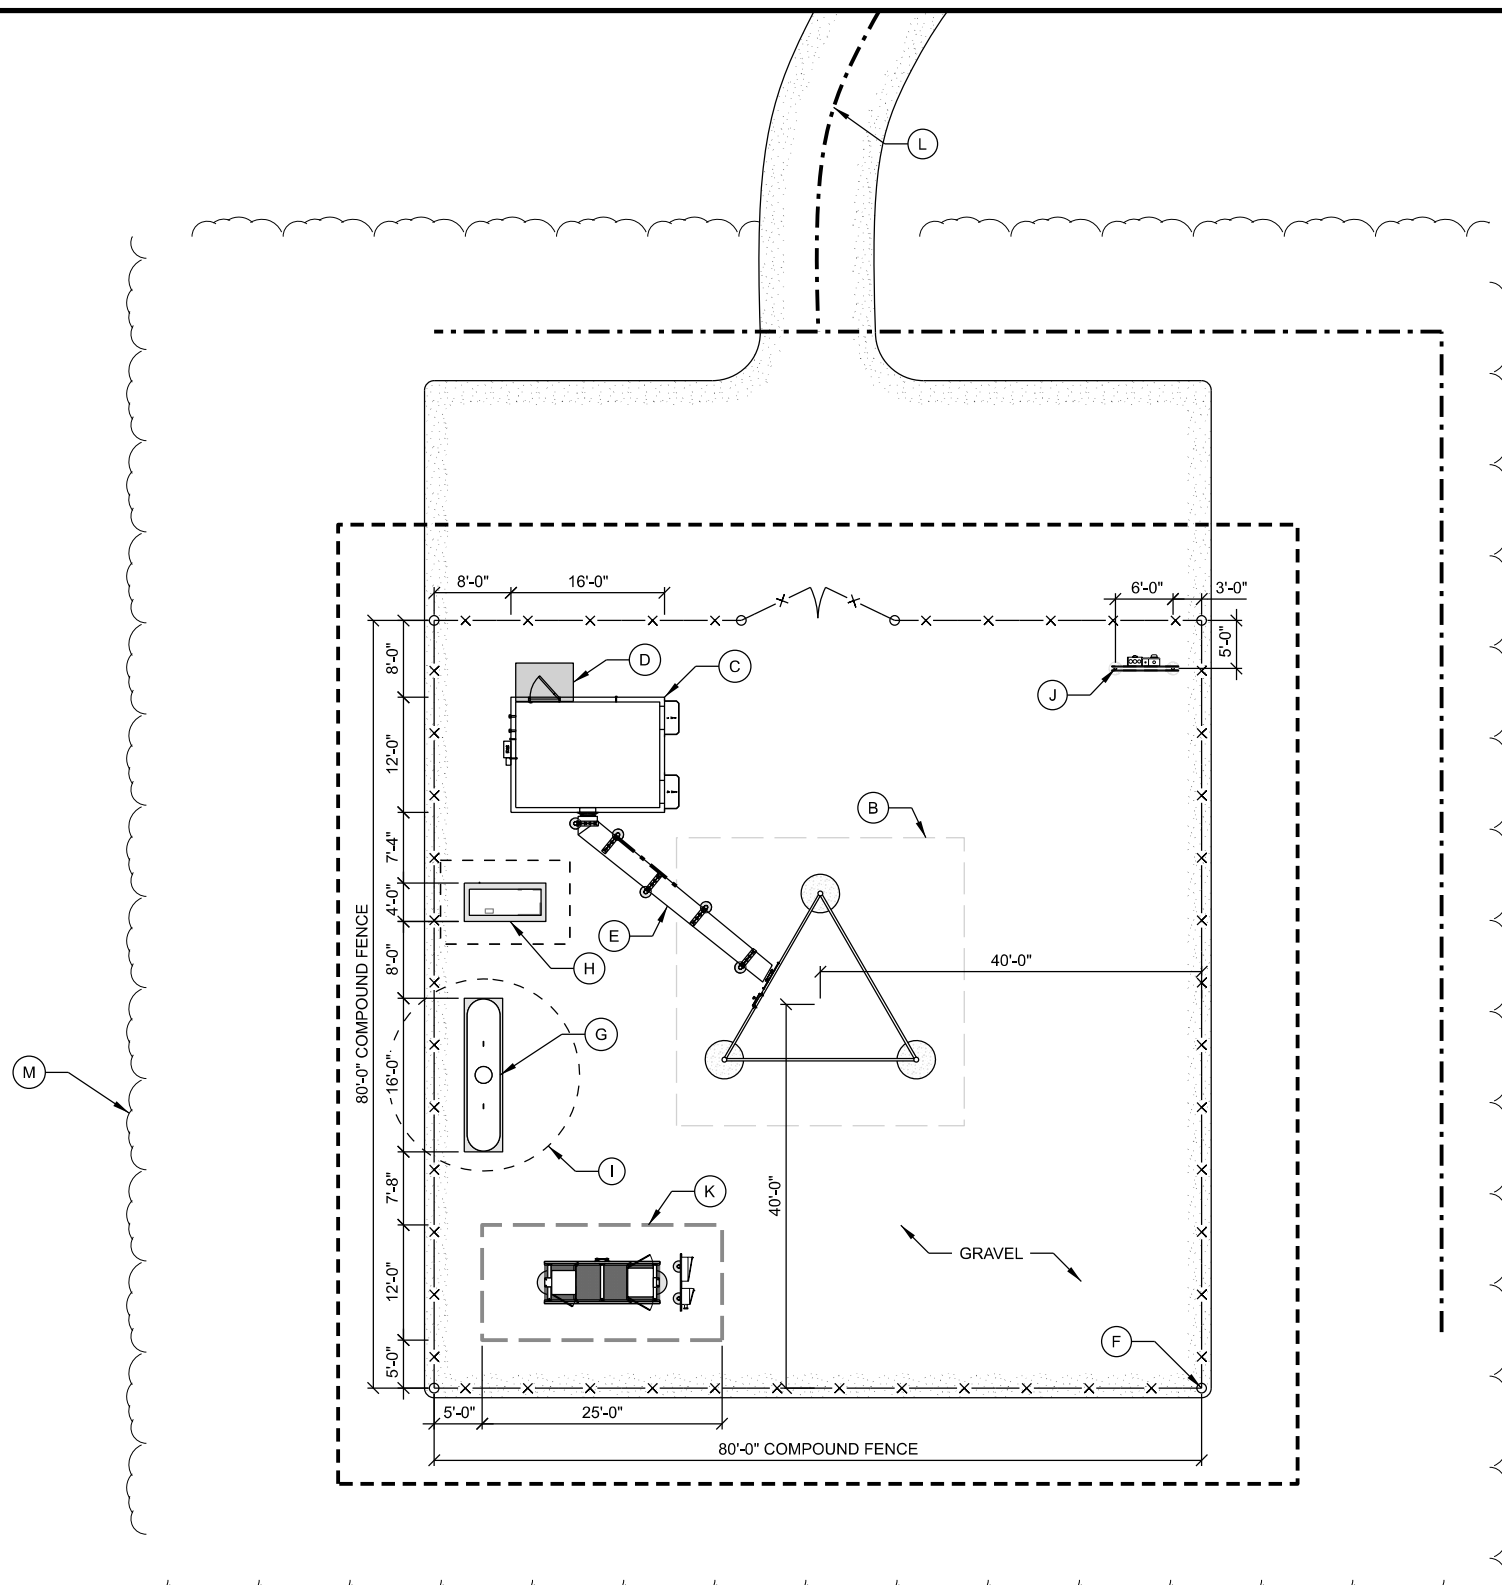 L
8'-0"
16'-0"
6'-0"
3'-0"
5'-0"
8'-0"
D
C
J
12'-0"
B
7'-4"
4'-0"
E
H
80'-0" COMPOUND FENCE
8'-0"
40'-0"
G
16'-0"
M
I
7'-8"
K
40'-0"
GRAVEL
12'-0"
F
5'-0"
5'-0"
25'-0"
80'-0" COMPOUND FENCE